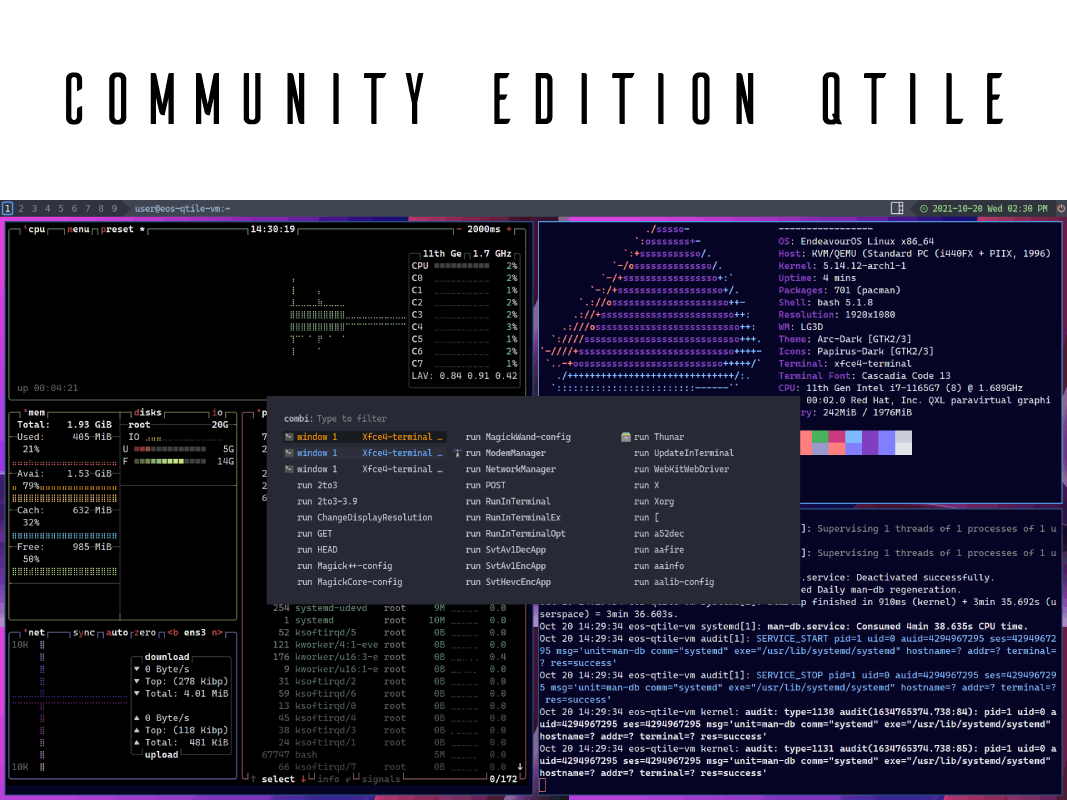 COMMUNITY EDITION QTILE
1 2 3 4 5 6 7 8 9 user@eos-qtile-vm:~
2021-10-20 Wed 02:30 PM
¹cpu menu preset * 14:30:19 - 2000ms +
11th Ge 1.7 GHz
CPU 2%
C0 2%
C1 2%
C2 2%
C3 2%
C4 3%
C5 1%
C6 2%
C7 1%
LAV: 0.84 0.91 0.42
up 00:04:21
²mem disks io
Total: 1.93 GiB
Used: 405 MiB
21%
Avai: 1.53 GiB
79%
Cach: 632 MiB
32%
Free: 985 MiB
50%
root 20G
IO
U 5G
F 14G
³net sync auto zero <b ens3 n>
10K
download
▼ 0 Byte/s
▼ Top: (278 Kibp)
▼ Total: 4.01 MiB
▲ 0 Byte/s
▲ Top: (118 Kibp)
▲ Total: 481 KiB
upload
10K
254 systemd-udevd root 9M 0.0
1 systemd root 10M 0.0
52 ksoftirqd/5 root 0B 0.0
121 kworker/4:1-eve root 0B 0.0
176 kworker/u16:3-e root 0B 0.4
9 kworker/u16:1-e root 0B 0.0
31 ksoftirqd/2 root 0B 0.0
59 ksoftirqd/6 root 0B 0.0
13 ksoftirqd/0 root 0B 0.0
45 ksoftirqd/4 root 0B 0.0
38 ksoftirqd/3 root 0B 0.0
24 ksoftirqd/1 root 0B 0.0
67747 bash 5M 0.0
66 ksoftirqd/7 root 0B 0.0
↑ select ↓ info signals 0/172
combi: Type to filter
window 1 Xfce4-terminal …
window 1 Xfce4-terminal …
window 1 Xfce4-terminal …
run 2to3
run 2to3-3.9
run ChangeDisplayResolution
run GET
run HEAD
run Magick++-config
run MagickCore-config
run MagickWand-config
run ModemManager
run NetworkManager
run POST
run RunInTerminal
run RunInTerminalEx
run RunInTerminalOpt
run SvtAv1DecApp
run SvtAv1EncApp
run SvtHevcEncApp
run Thunar
run UpdateInTerminal
run WebKitWebDriver
run X
run Xorg
run [
run a52dec
run aafire
run aainfo
run aalib-config
-----------------
OS: EndeavourOS Linux x86_64
Host: KVM/QEMU (Standard PC (i440FX + PIIX, 1996)
Kernel: 5.14.12-arch1-1
Uptime: 4 mins
Packages: 701 (pacman)
Shell: bash 5.1.8
Resolution: 1920x1080
WM: LG3D
Theme: Arc-Dark [GTK2/3]
Icons: Papirus-Dark [GTK2/3]
Terminal: xfce4-terminal
Terminal Font: Cascadia Code 13
CPU: 11th Gen Intel i7-1165G7 (8) @ 1.689GHz
00:02.0 Red Hat, Inc. QXL paravirtual graphi
ry: 242MiB / 1976MiB
]: Supervising 1 threads of 1 processes of 1 u
]: Supervising 1 threads of 1 processes of 1 u
.service: Deactivated successfully.
ed Daily man-db regeneration.
p finished in 910ms (kernel) + 3min 35.692s (u
serspace) = 3min 36.603s.
Oct 20 14:29:34 eos-qtile-vm systemd[1]: man-db.service: Consumed 4min 38.635s CPU time.
Oct 20 14:29:34 eos-qtile-vm audit[1]: SERVICE_START pid=1 uid=0 auid=4294967295 ses=42949672
95 msg='unit=man-db comm="systemd" exe="/usr/lib/systemd/systemd" hostname=? addr=? terminal=
? res=success'
Oct 20 14:29:34 eos-qtile-vm audit[1]: SERVICE_STOP pid=1 uid=0 auid=4294967295 ses=429496729
5 msg='unit=man-db comm="systemd" exe="/usr/lib/systemd/systemd" hostname=? addr=? terminal=?
res=success'
Oct 20 14:29:34 eos-qtile-vm kernel: audit: type=1130 audit(1634765374.738:84): pid=1 uid=0 a
uid=4294967295 ses=4294967295 msg='unit=man-db comm="systemd" exe="/usr/lib/systemd/systemd"
hostname=? addr=? terminal=? res=success'
Oct 20 14:29:34 eos-qtile-vm kernel: audit: type=1131 audit(1634765374.738:85): pid=1 uid=0 a
uid=4294967295 ses=4294967295 msg='unit=man-db comm="systemd" exe="/usr/lib/systemd/systemd"
hostname=? addr=? terminal=? res=success'